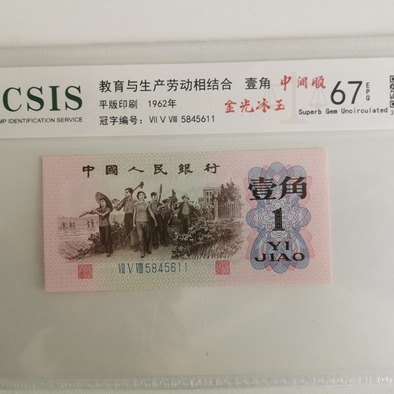 CSIS
MP IDENTIFICATION SERVICE
教育与生产劳动相结合 壹角 中间顺
平版印刷 1962年 金光冰玉
冠字编号: VII V VIII 5845611
67 EPQ
Superb Gem Uncirculated
中國人民銀行
壹角
1
YI
JIAO
VII V VIII 5845611